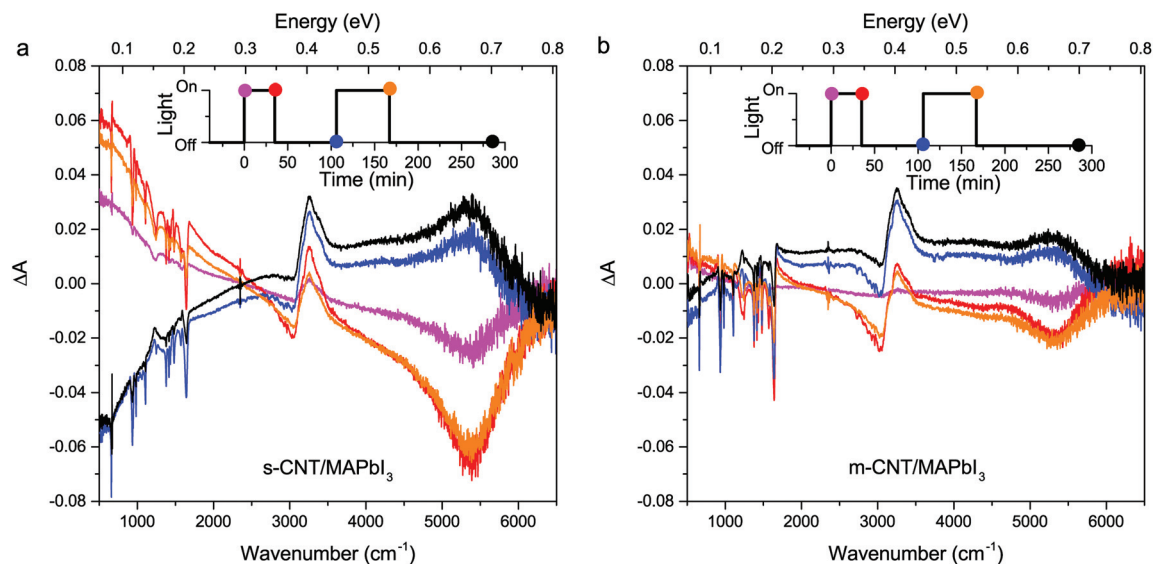 a
Energy (eV)
0.1 0.2 0.3 0.4 0.5 0.6 0.7 0.8
0.08
0.06
0.04
0.02
0.00
-0.02
-0.04
-0.06
-0.08
ΔA
Light
On
Off
0 50 100 150 200 250 300
Time (min)
s-CNT/MAPbI₃
1000 2000 3000 4000 5000 6000
Wavenumber (cm⁻¹)
b
Energy (eV)
0.1 0.2 0.3 0.4 0.5 0.6 0.7 0.8
0.08
0.06
0.04
0.02
0.00
-0.02
-0.04
-0.06
-0.08
ΔA
Light
On
Off
0 50 100 150 200 250 300
Time (min)
m-CNT/MAPbI₃
1000 2000 3000 4000 5000 6000
Wavenumber (cm⁻¹)